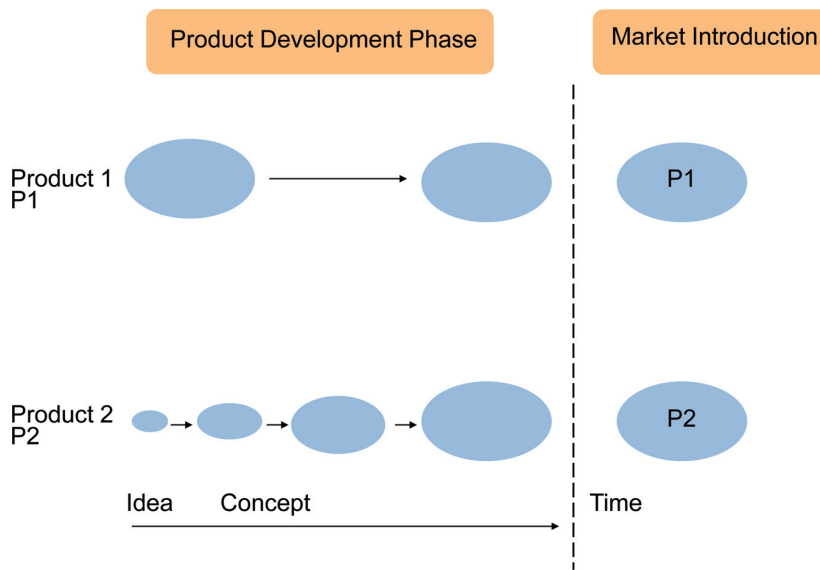 Product Development Phase
Market Introduction
Product 1
P1
P1
Product 2
P2
P2
Idea
Concept
Time